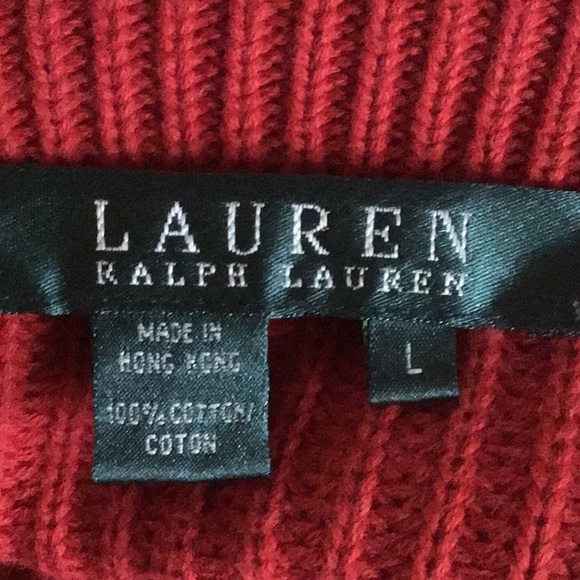 LAUREN
RALPH LAUREN
MADE IN
HONG KONG
100% COTTON/
COTON
L